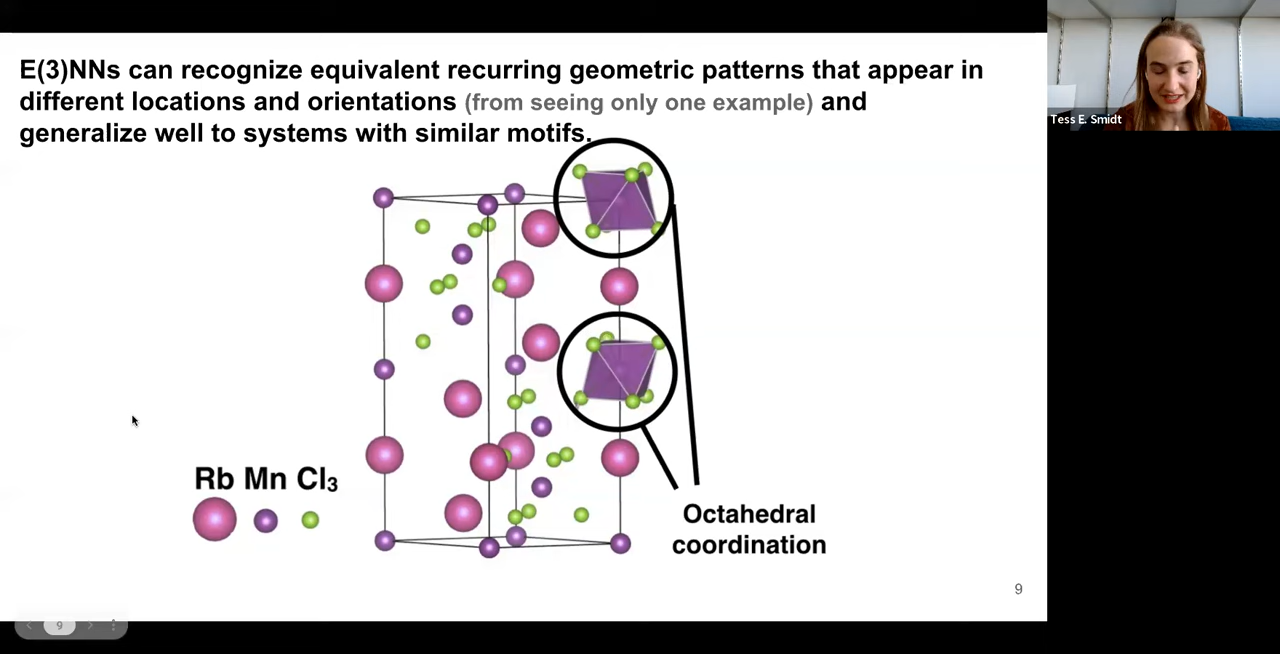 E(3)NNs can recognize equivalent recurring geometric patterns that appear in
different locations and orientations (from seeing only one example) and
generalize well to systems with similar motifs.
Tess E. Smidt
Rb Mn Cl₃
Octahedral
coordination
9
9